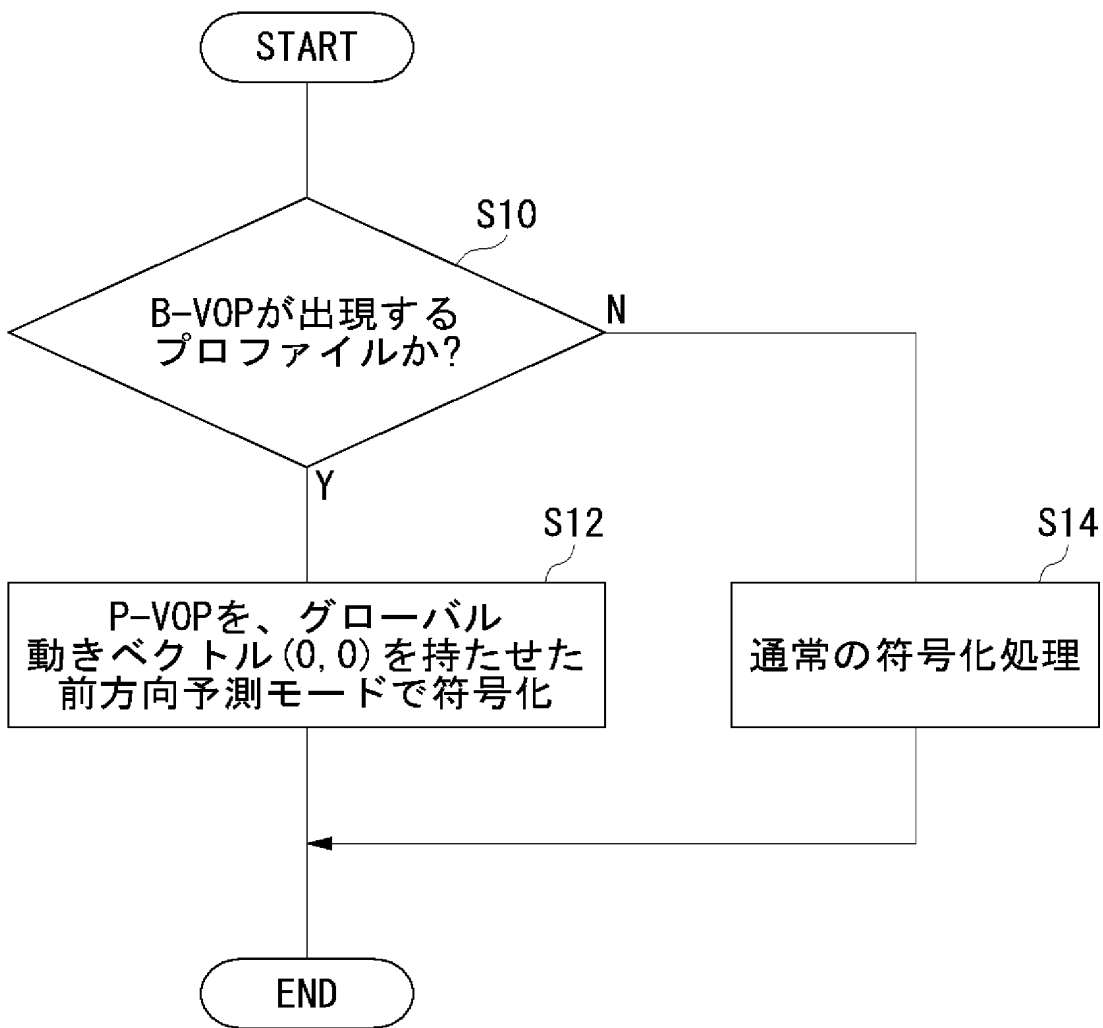 START
S10
B-VOPが出現する
プロファイルか?
N
Y
S12
P-VOPを、グローバル
動きベクトル(0,0)を持たせた
前方向予測モードで符号化
S14
通常の符号化処理
END